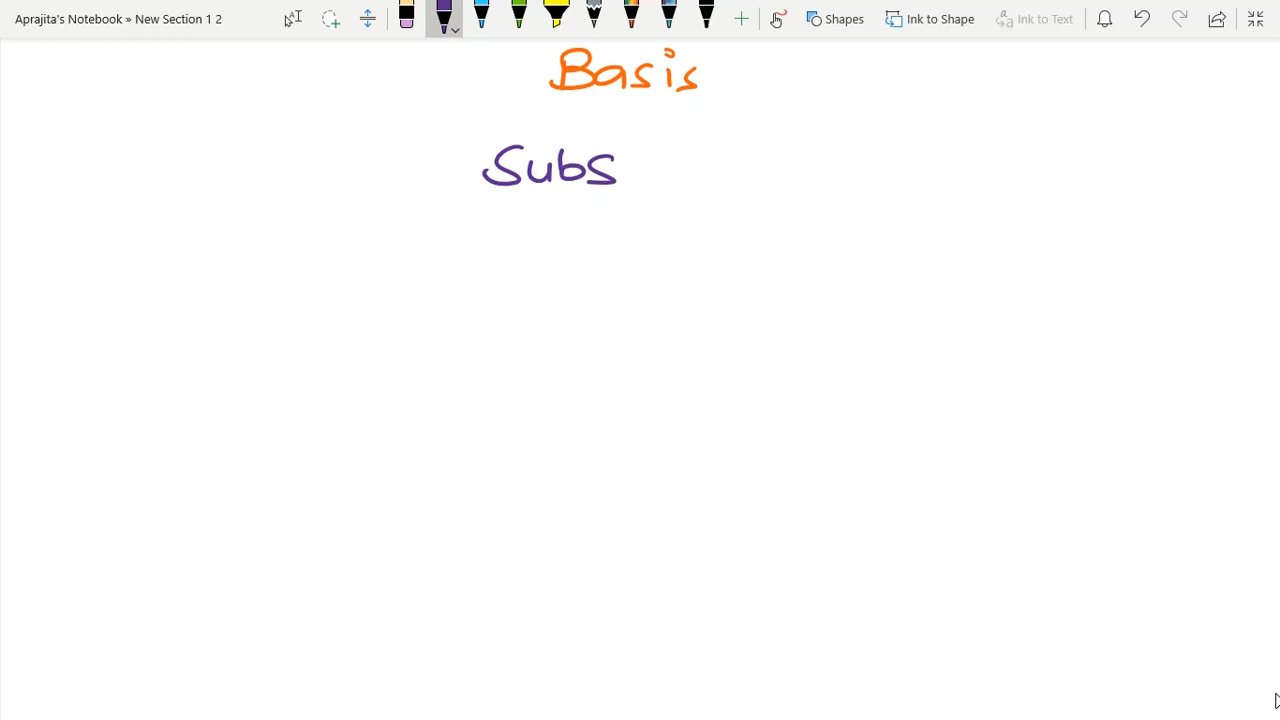 Aprajita's Notebook » New Section 1 2
Shapes
Ink to Shape
Ink to Text
Basis
Subs